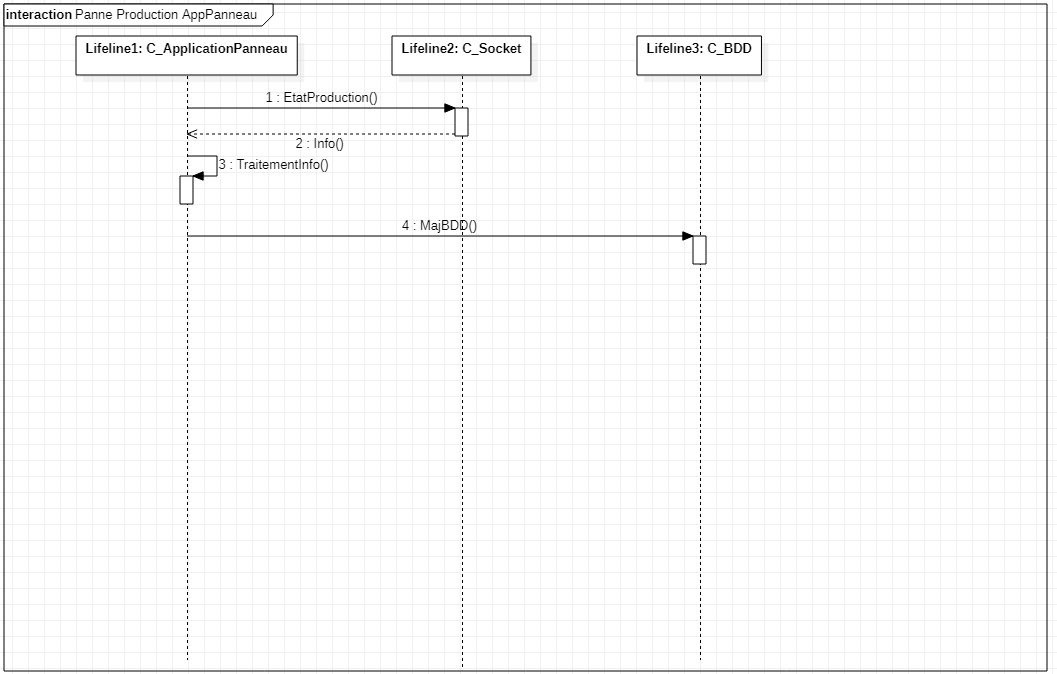 interaction Panne Production AppPanneau
Lifeline1: C_ApplicationPanneau
Lifeline2: C_Socket
Lifeline3: C_BDD
1 : EtatProduction()
2 : Info()
3 : TraitementInfo()
4 : MajBDD()